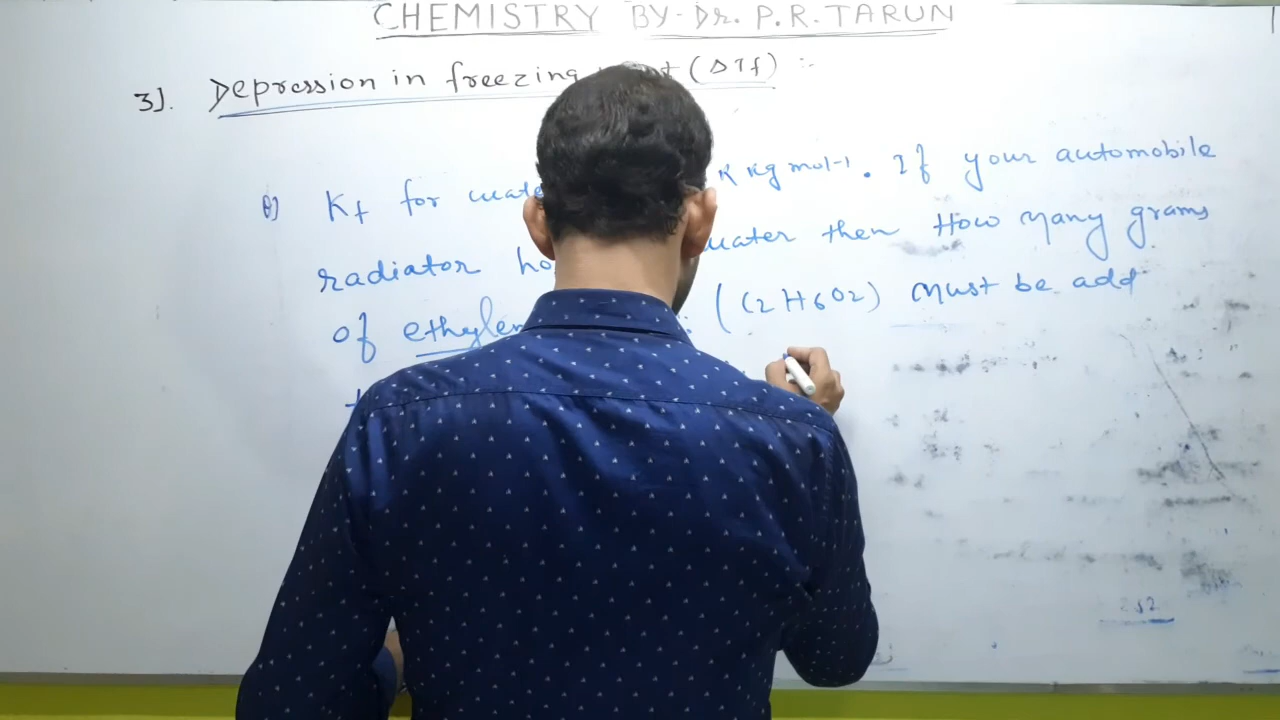 CHEMISTRY BY- Dr. P.R. TARUN
3]. Depression in freezing (ΔTf) :-
Q) Kf for K Kg mol-1. If your automobile
radiator water then How many grams
of (C2H6O2) must be add